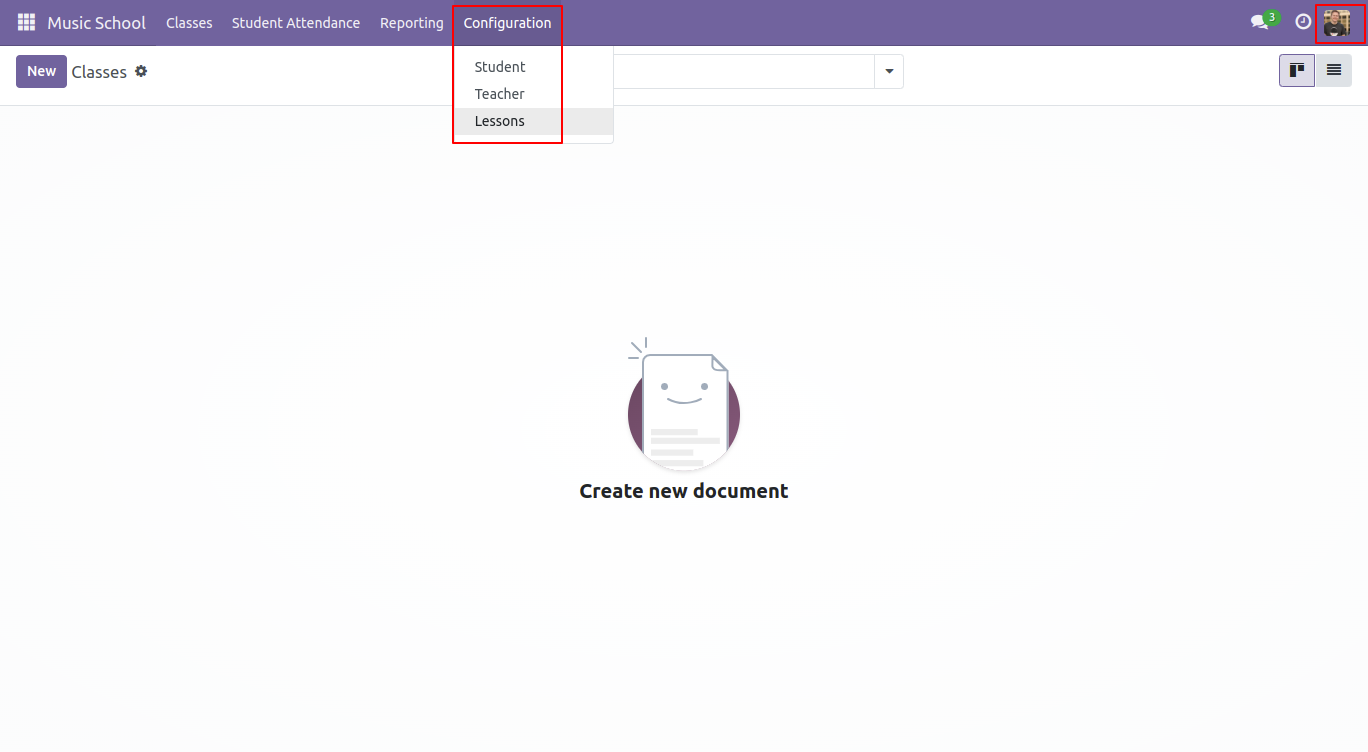 Music School Classes Student Attendance Reporting Configuration 3
New Classes
Student
Teacher
Lessons
Create new document